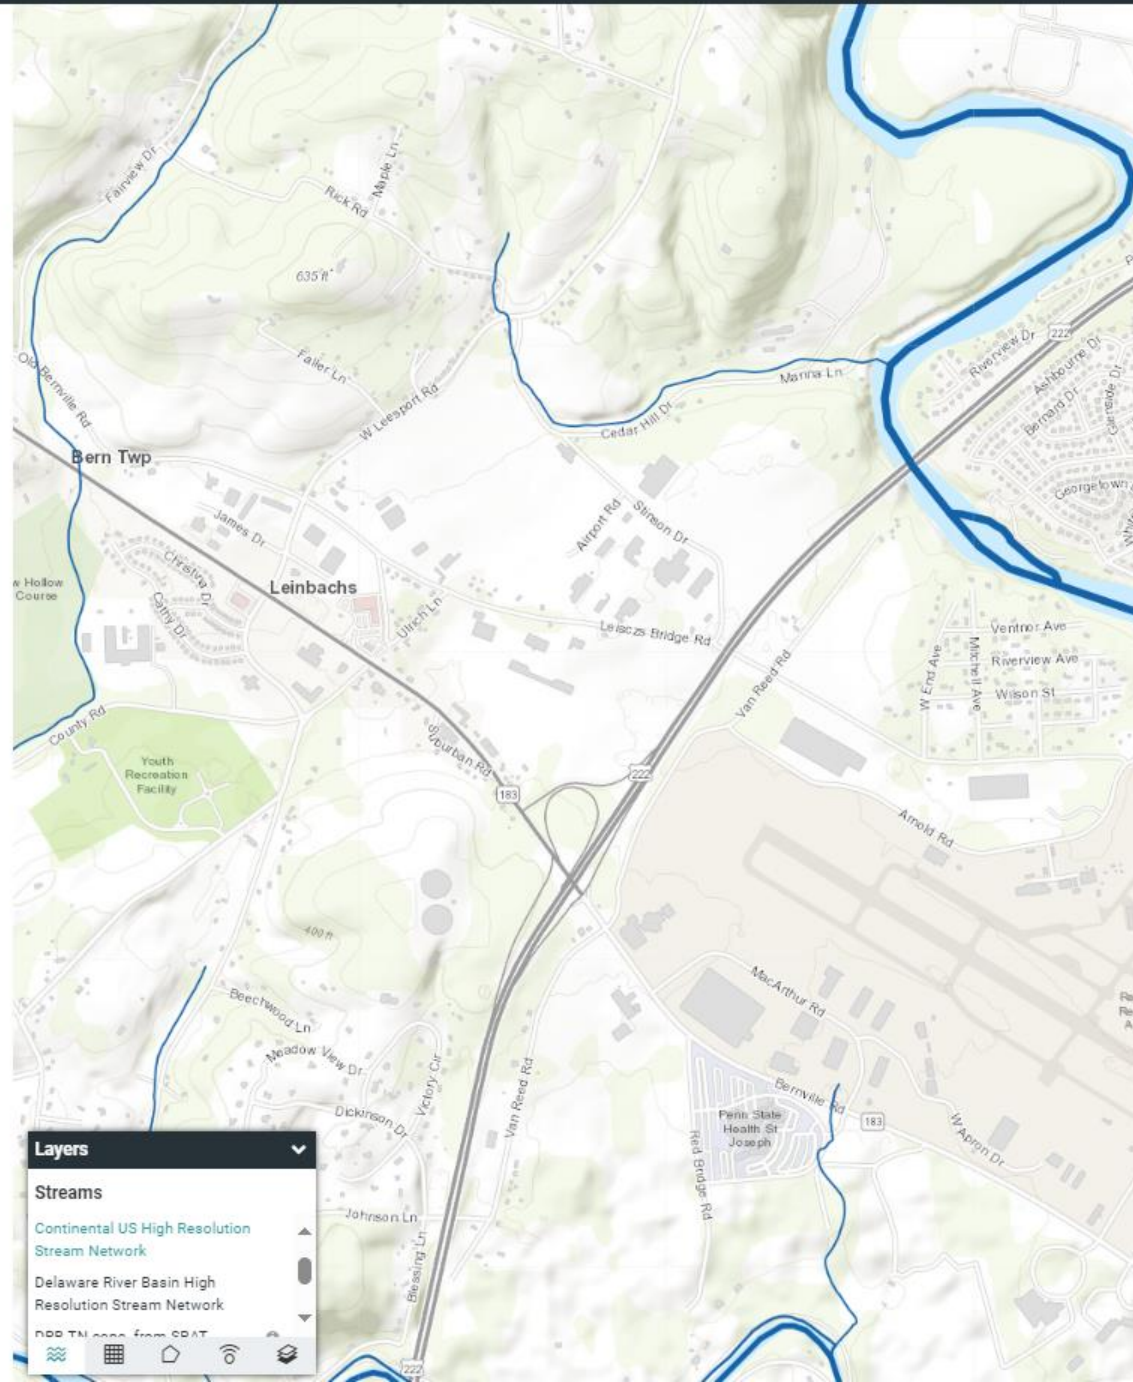 Fairview Dr
Maple Ln
Rick Rd
635 ft
Riverview Dr
222
Ashbourne Dr
Bernard Dr
Glenside Dr
Old Bernville Rd
Faller Ln
Manna Ln
W Leesport Rd
Cedar Hill Dr
Bern Twp
Georgetown
James Dr
Airport Rd
Stinson Dr
Christina Dr
w Hollow
Course
Leinbachs
Cathy Dr
Ulrich Ln
Leisczs Bridge Rd
Ventnor Ave
Mitchell Ave
Riverview Ave
W End Ave
Wilson St
Van Reed Rd
County Rd
Suburban Rd
Youth
Recreation
Facility
222
183
Arnold Rd
400 ft
MacArthur Rd
Beechwood Ln
Meadow View Dr
Victory Cir
Van Reed Rd
Dickinson Dr
Bernville Rd
183
Penn State
Health St
Joseph
W Apron Dr
Red Bridge Rd
Johnson Ln
Blessing Ln
222
Layers
Streams
Continental US High Resolution
Stream Network
Delaware River Basin High
Resolution Stream Network